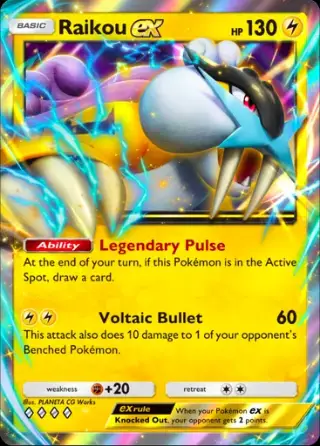 BASIC Raikou ex HP 130
Ability Legendary Pulse
At the end of your turn, if this Pokémon is in the Active
Spot, draw a card.
Voltaic Bullet 60
This attack also does 10 damage to 1 of your opponent's
Benched Pokémon.
weakness +20 retreat
Illus. PLANETA CG Works
ex rule When your Pokémon ex is
Knocked Out, your opponent gets 2 points.